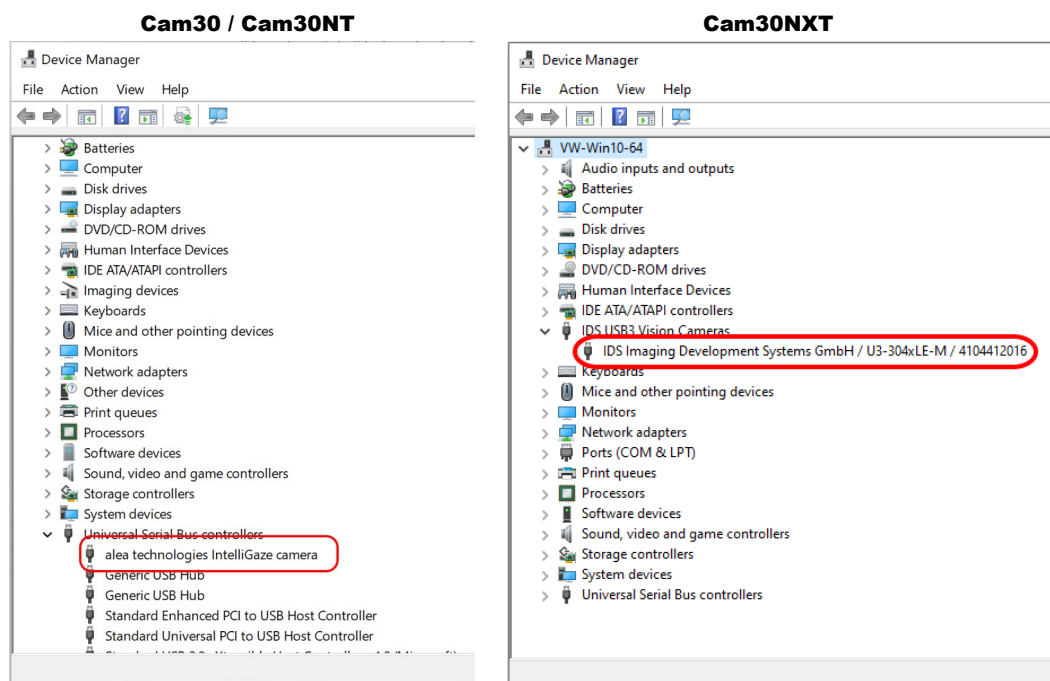 Cam30 / Cam30NT
Device Manager
File Action View Help
Batteries
Computer
Disk drives
Display adapters
DVD/CD-ROM drives
Human Interface Devices
IDE ATA/ATAPI controllers
Imaging devices
Keyboards
Mice and other pointing devices
Monitors
Network adapters
Other devices
Print queues
Processors
Software devices
Sound, video and game controllers
Storage controllers
System devices
Universal Serial Bus controllers
alea technologies IntelliGaze camera
Generic USB Hub
Generic USB Hub
Standard Enhanced PCI to USB Host Controller
Standard Universal PCI to USB Host Controller
Cam30NXT
Device Manager
File Action View Help
VW-Win10-64
Audio inputs and outputs
Batteries
Computer
Disk drives
Display adapters
DVD/CD-ROM drives
Human Interface Devices
IDE ATA/ATAPI controllers
IDS USB3 Vision Cameras
IDS Imaging Development Systems GmbH / U3-304xLE-M / 4104412016
Keyboards
Mice and other pointing devices
Monitors
Network adapters
Ports (COM & LPT)
Print queues
Processors
Software devices
Sound, video and game controllers
Storage controllers
System devices
Universal Serial Bus controllers